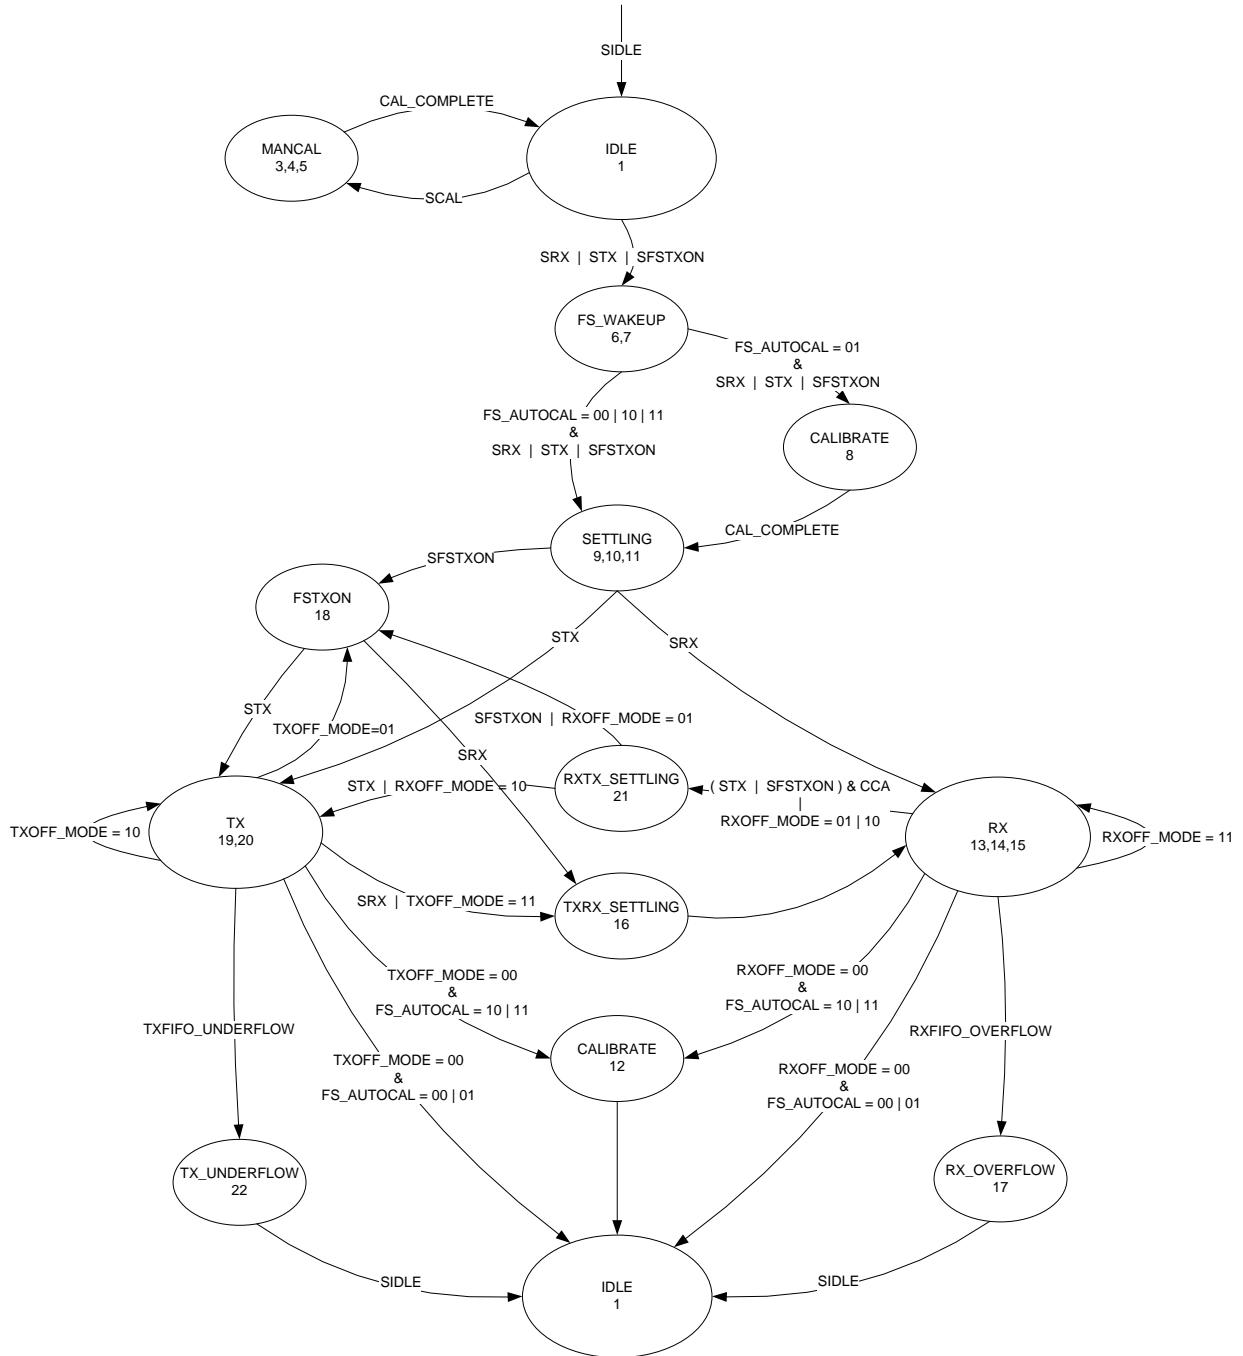 SIDLE
CAL_COMPLETE
MANCAL
3,4,5
IDLE
1
SCAL
SRX | STX | SFSTXON
FS_WAKEUP
6,7
FS_AUTOCAL = 01
&
SRX | STX | SFSTXON
FS_AUTOCAL = 00 | 10 | 11
&
SRX | STX | SFSTXON
CALIBRATE
8
CAL_COMPLETE
SETTLING
9,10,11
SFSTXON
FSTXON
18
STX
SRX
STX
TXOFF_MODE=01
SFSTXON | RXOFF_MODE = 01
SRX
RXTX_SETTLING
21
STX | RXOFF_MODE = 10
( STX | SFSTXON ) & CCA
|
RXOFF_MODE = 01 | 10
TXOFF_MODE = 10
TX
19,20
RX
13,14,15
RXOFF_MODE = 11
SRX | TXOFF_MODE = 11
TXRX_SETTLING
16
TXOFF_MODE = 00
&
FS_AUTOCAL = 10 | 11
RXOFF_MODE = 00
&
FS_AUTOCAL = 10 | 11
TXFIFO_UNDERFLOW
RXFIFO_OVERFLOW
CALIBRATE
12
TXOFF_MODE = 00
&
FS_AUTOCAL = 00 | 01
RXOFF_MODE = 00
&
FS_AUTOCAL = 00 | 01
TX_UNDERFLOW
22
RX_OVERFLOW
17
SIDLE
SIDLE
IDLE
1